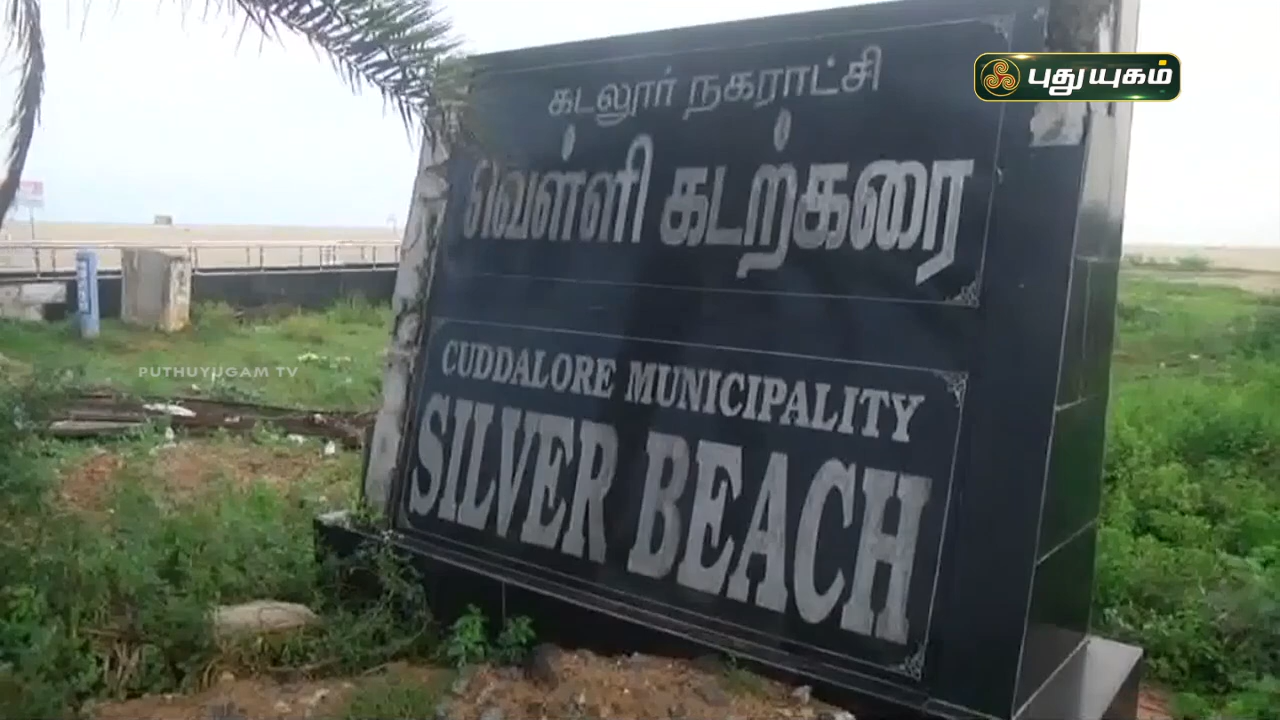 புதுயுகம்
கடலூர் நகராட்சி
வெள்ளி கடற்கரை
CUDDALORE MUNICIPALITY
SILVER BEACH
PUTHUYUGAM TV